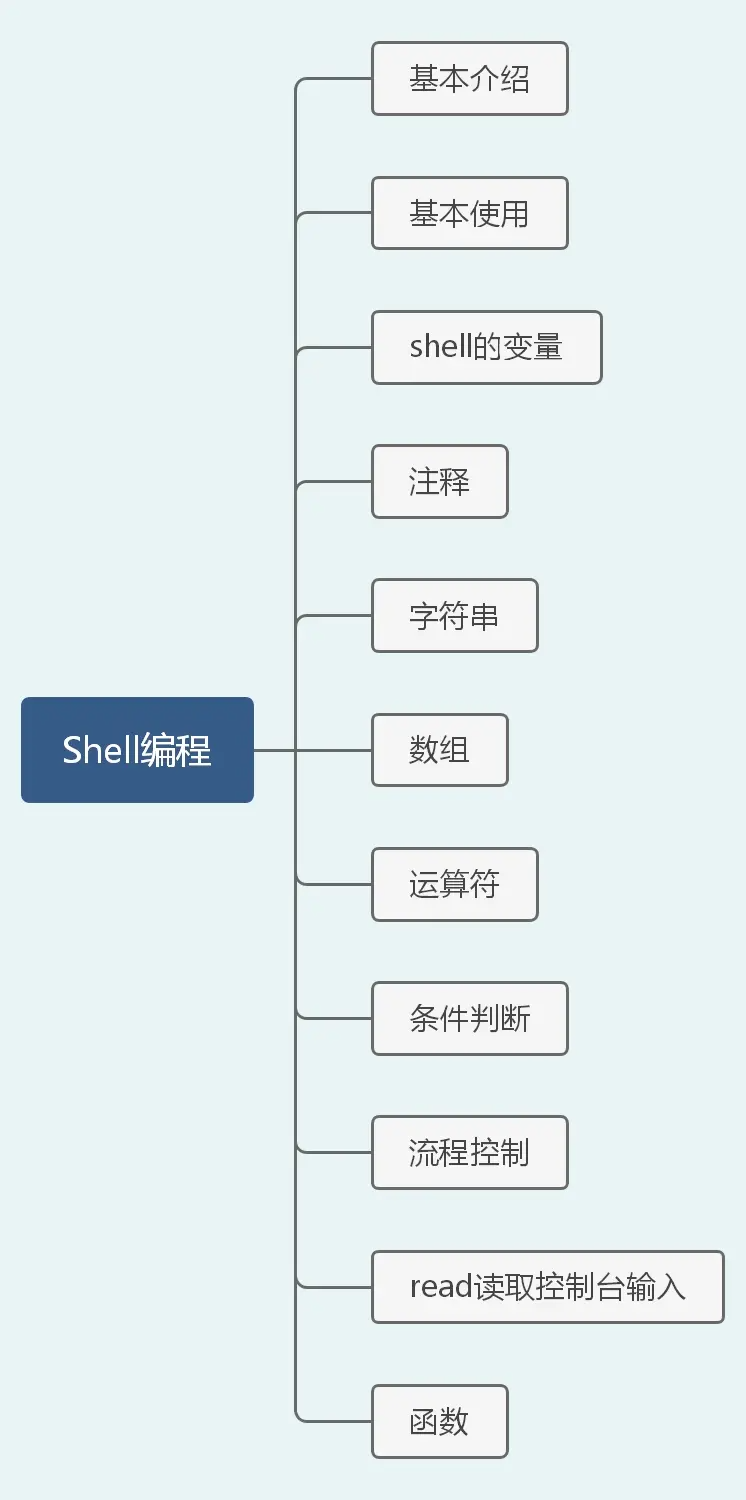 基本介绍
基本使用
shell的变量
注释
字符串
Shell编程
数组
运算符
条件判断
流程控制
read读取控制台输入
函数